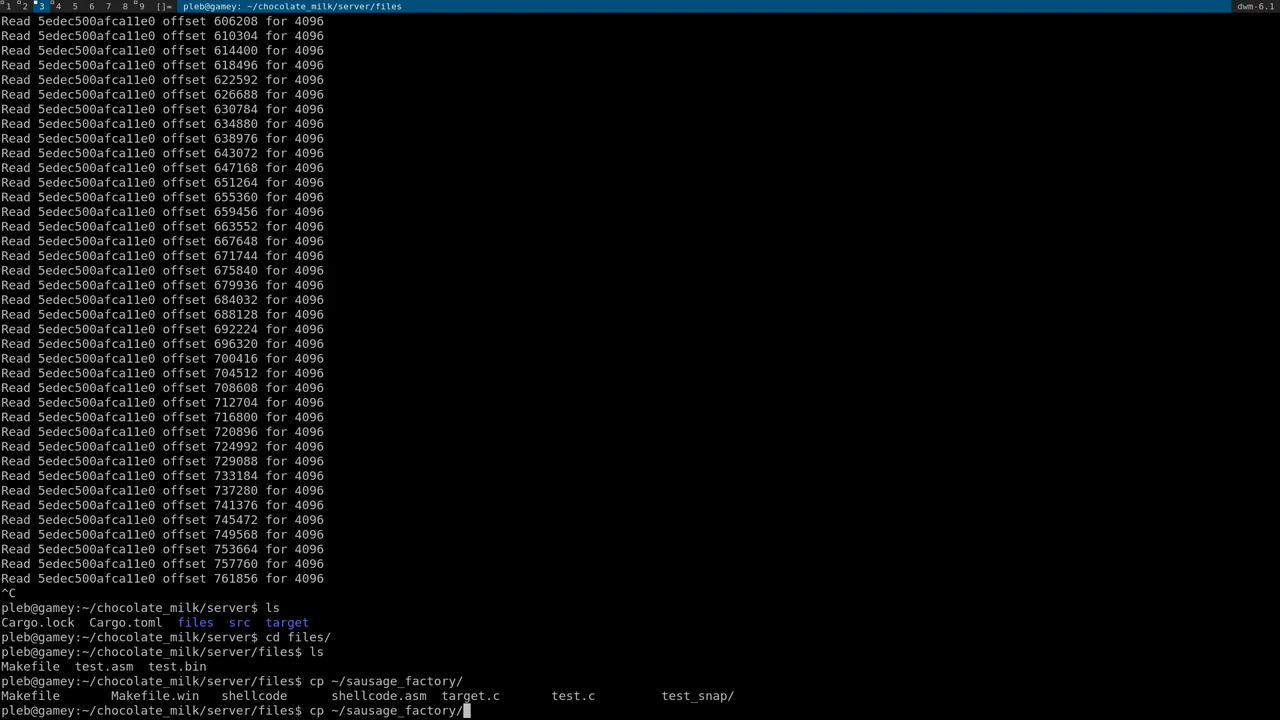 1 2 3 4 5 6 7 8 9 []= pleb@gamey: ~/chocolate_milk/server/files dwm-6.1
Read 5edec500afca11e0 offset 606208 for 4096
Read 5edec500afca11e0 offset 610304 for 4096
Read 5edec500afca11e0 offset 614400 for 4096
Read 5edec500afca11e0 offset 618496 for 4096
Read 5edec500afca11e0 offset 622592 for 4096
Read 5edec500afca11e0 offset 626688 for 4096
Read 5edec500afca11e0 offset 630784 for 4096
Read 5edec500afca11e0 offset 634880 for 4096
Read 5edec500afca11e0 offset 638976 for 4096
Read 5edec500afca11e0 offset 643072 for 4096
Read 5edec500afca11e0 offset 647168 for 4096
Read 5edec500afca11e0 offset 651264 for 4096
Read 5edec500afca11e0 offset 655360 for 4096
Read 5edec500afca11e0 offset 659456 for 4096
Read 5edec500afca11e0 offset 663552 for 4096
Read 5edec500afca11e0 offset 667648 for 4096
Read 5edec500afca11e0 offset 671744 for 4096
Read 5edec500afca11e0 offset 675840 for 4096
Read 5edec500afca11e0 offset 679936 for 4096
Read 5edec500afca11e0 offset 684032 for 4096
Read 5edec500afca11e0 offset 688128 for 4096
Read 5edec500afca11e0 offset 692224 for 4096
Read 5edec500afca11e0 offset 696320 for 4096
Read 5edec500afca11e0 offset 700416 for 4096
Read 5edec500afca11e0 offset 704512 for 4096
Read 5edec500afca11e0 offset 708608 for 4096
Read 5edec500afca11e0 offset 712704 for 4096
Read 5edec500afca11e0 offset 716800 for 4096
Read 5edec500afca11e0 offset 720896 for 4096
Read 5edec500afca11e0 offset 724992 for 4096
Read 5edec500afca11e0 offset 729088 for 4096
Read 5edec500afca11e0 offset 733184 for 4096
Read 5edec500afca11e0 offset 737280 for 4096
Read 5edec500afca11e0 offset 741376 for 4096
Read 5edec500afca11e0 offset 745472 for 4096
Read 5edec500afca11e0 offset 749568 for 4096
Read 5edec500afca11e0 offset 753664 for 4096
Read 5edec500afca11e0 offset 757760 for 4096
Read 5edec500afca11e0 offset 761856 for 4096
^C
pleb@gamey:~/chocolate_milk/server$ ls
Cargo.lock  Cargo.toml  files  src  target
pleb@gamey:~/chocolate_milk/server$ cd files/
pleb@gamey:~/chocolate_milk/server/files$ ls
Makefile  test.asm  test.bin
pleb@gamey:~/chocolate_milk/server/files$ cp ~/sausage_factory/
Makefile       Makefile.win   shellcode      shellcode.asm  target.c       test.c         test_snap/
pleb@gamey:~/chocolate_milk/server/files$ cp ~/sausage_factory/